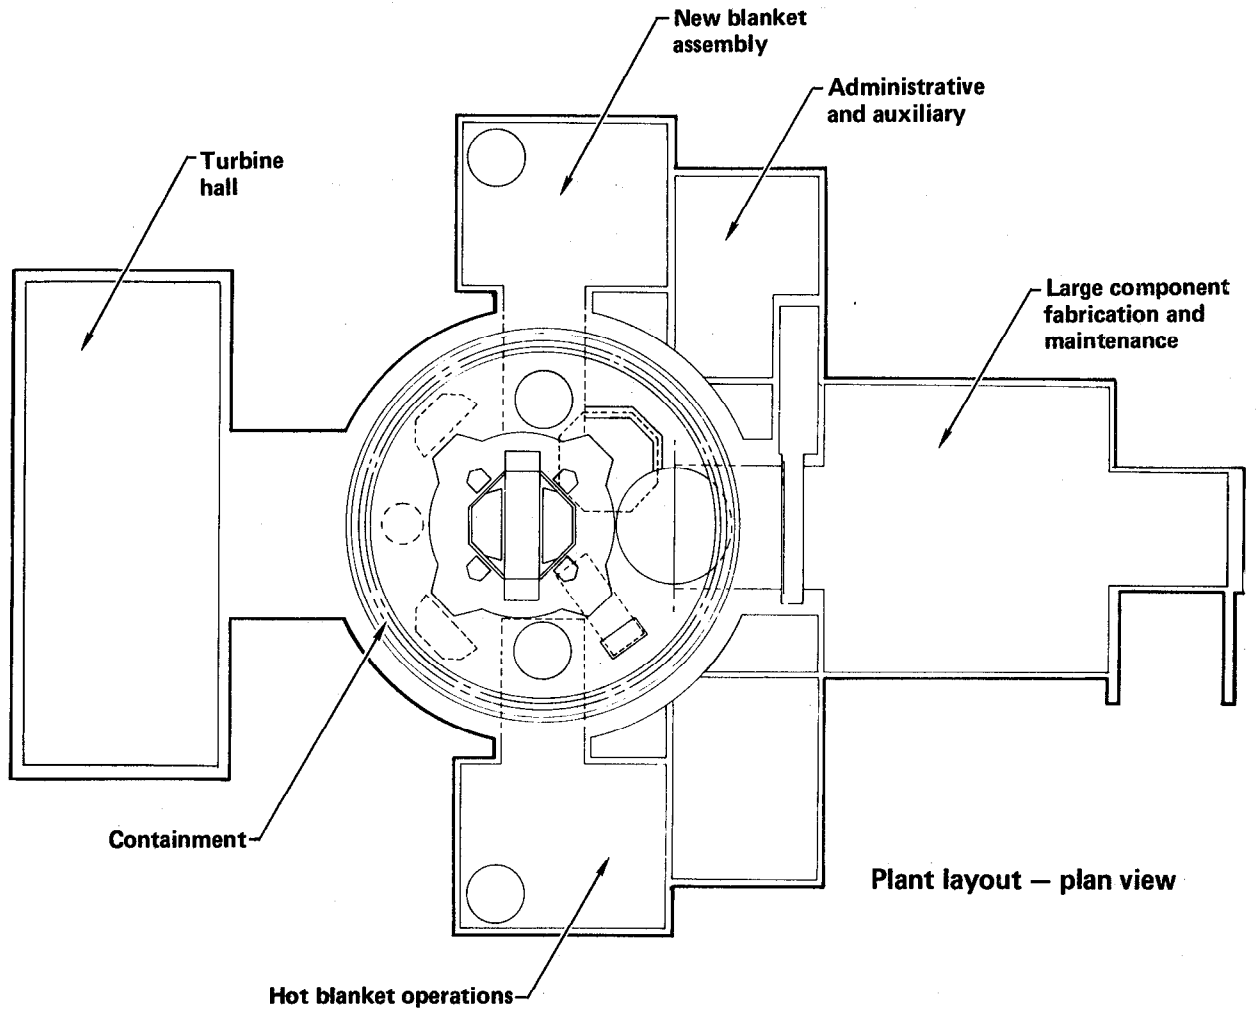 New blanket
assembly
Administrative
and auxiliary
Turbine
hall
Large component
fabrication and
maintenance
Containment
Plant layout — plan view
Hot blanket operations